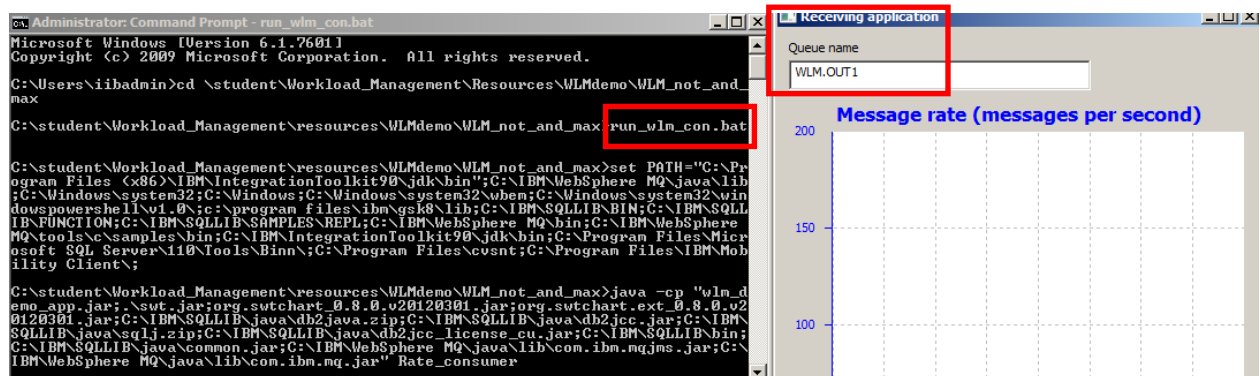 Administrator: Command Prompt - run_wlm_con.bat
Microsoft Windows [Version 6.1.7601]
Copyright (c) 2009 Microsoft Corporation.  All rights reserved.
C:\Users\iibadmin>cd \student\Workload_Management\Resources\WLMdemo\WLM_not_and_
max
C:\student\Workload_Management\resources\WLMdemo\WLM_not_and_max>run_wlm_con.bat
C:\student\Workload_Management\resources\WLMdemo\WLM_not_and_max>set PATH="C:\Pr
ogram Files (x86)\IBM\IntegrationToolkit90\jdk\bin";C:\IBM\WebSphere MQ\java\lib
;C:\Windows\system32;C:\Windows;C:\Windows\system32\wbem;C:\Windows\system32\win
dowspowershell\v1.0\;c:\program files\ibm\gsk8\lib;C:\IBM\SQLLIB\BIN;C:\IBM\SQLL
IB\FUNCTION;C:\IBM\SQLLIB\SAMPLES\REPL;C:\IBM\WebSphere MQ\bin;C:\IBM\WebSphere
MQ\tools\c\samples\bin;C:\IBM\IntegrationToolkit90\jdk\bin;C:\Program Files\Micr
osoft SQL Server\110\Tools\Binn\;C:\Program Files\cvsnt;C:\Program Files\IBM\Mob
ility Client\;
C:\student\Workload_Management\resources\WLMdemo\WLM_not_and_max>java -cp "wlm_d
emo_app.jar;.\swt.jar;org.swtchart_0.8.0.v20120301.jar;org.swtchart.ext_0.8.0.v2
0120301.jar;C:\IBM\SQLLIB\java\db2java.zip;C:\IBM\SQLLIB\java\db2jcc.jar;C:\IBM\
SQLLIB\java\sqlj.zip;C:\IBM\SQLLIB\java\db2jcc_license_cu.jar;C:\IBM\SQLLIB\bin;
C:\IBM\SQLLIB\java\common.jar;C:\IBM\WebSphere MQ\java\lib\com.ibm.mqjms.jar;C:\
IBM\WebSphere MQ\java\lib\com.ibm.mq.jar" Rate_consumer
Receiving application
Queue name
WLM.OUT1
Message rate (messages per second)
200
150
100